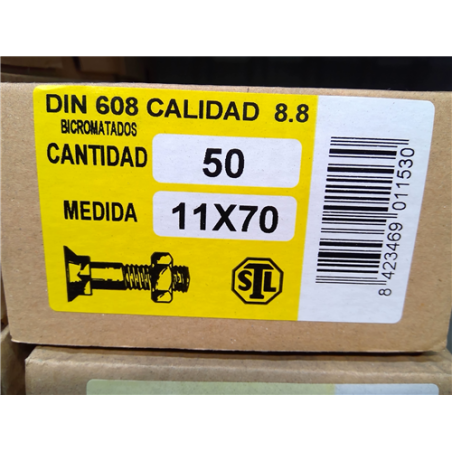 DIN 608 CALIDAD 8.8
BICROMATADOS
CANTIDAD 50
MEDIDA 11X70
STL
8 423469 011530